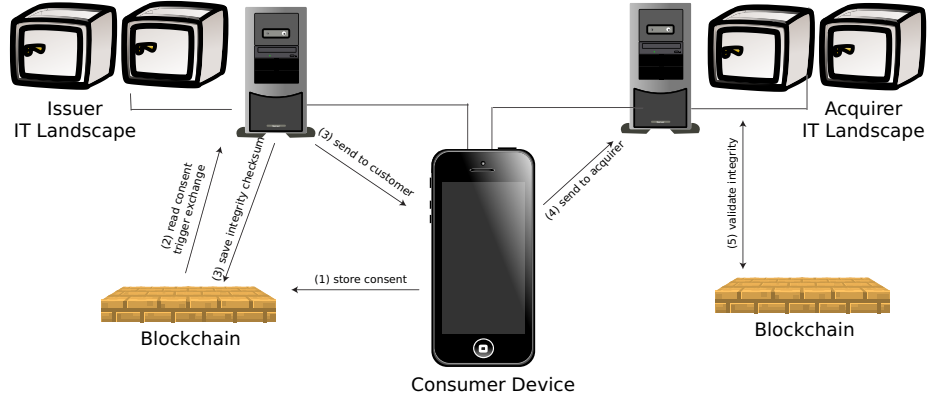 Issuer
IT Landscape
Acquirer
IT Landscape
(3) send to customer
(4) send to acquirer
(2) read consent
trigger exchange
(3) save integrity checksum
(5) validate integrity
(1) store consent
Blockchain
Blockchain
Consumer Device